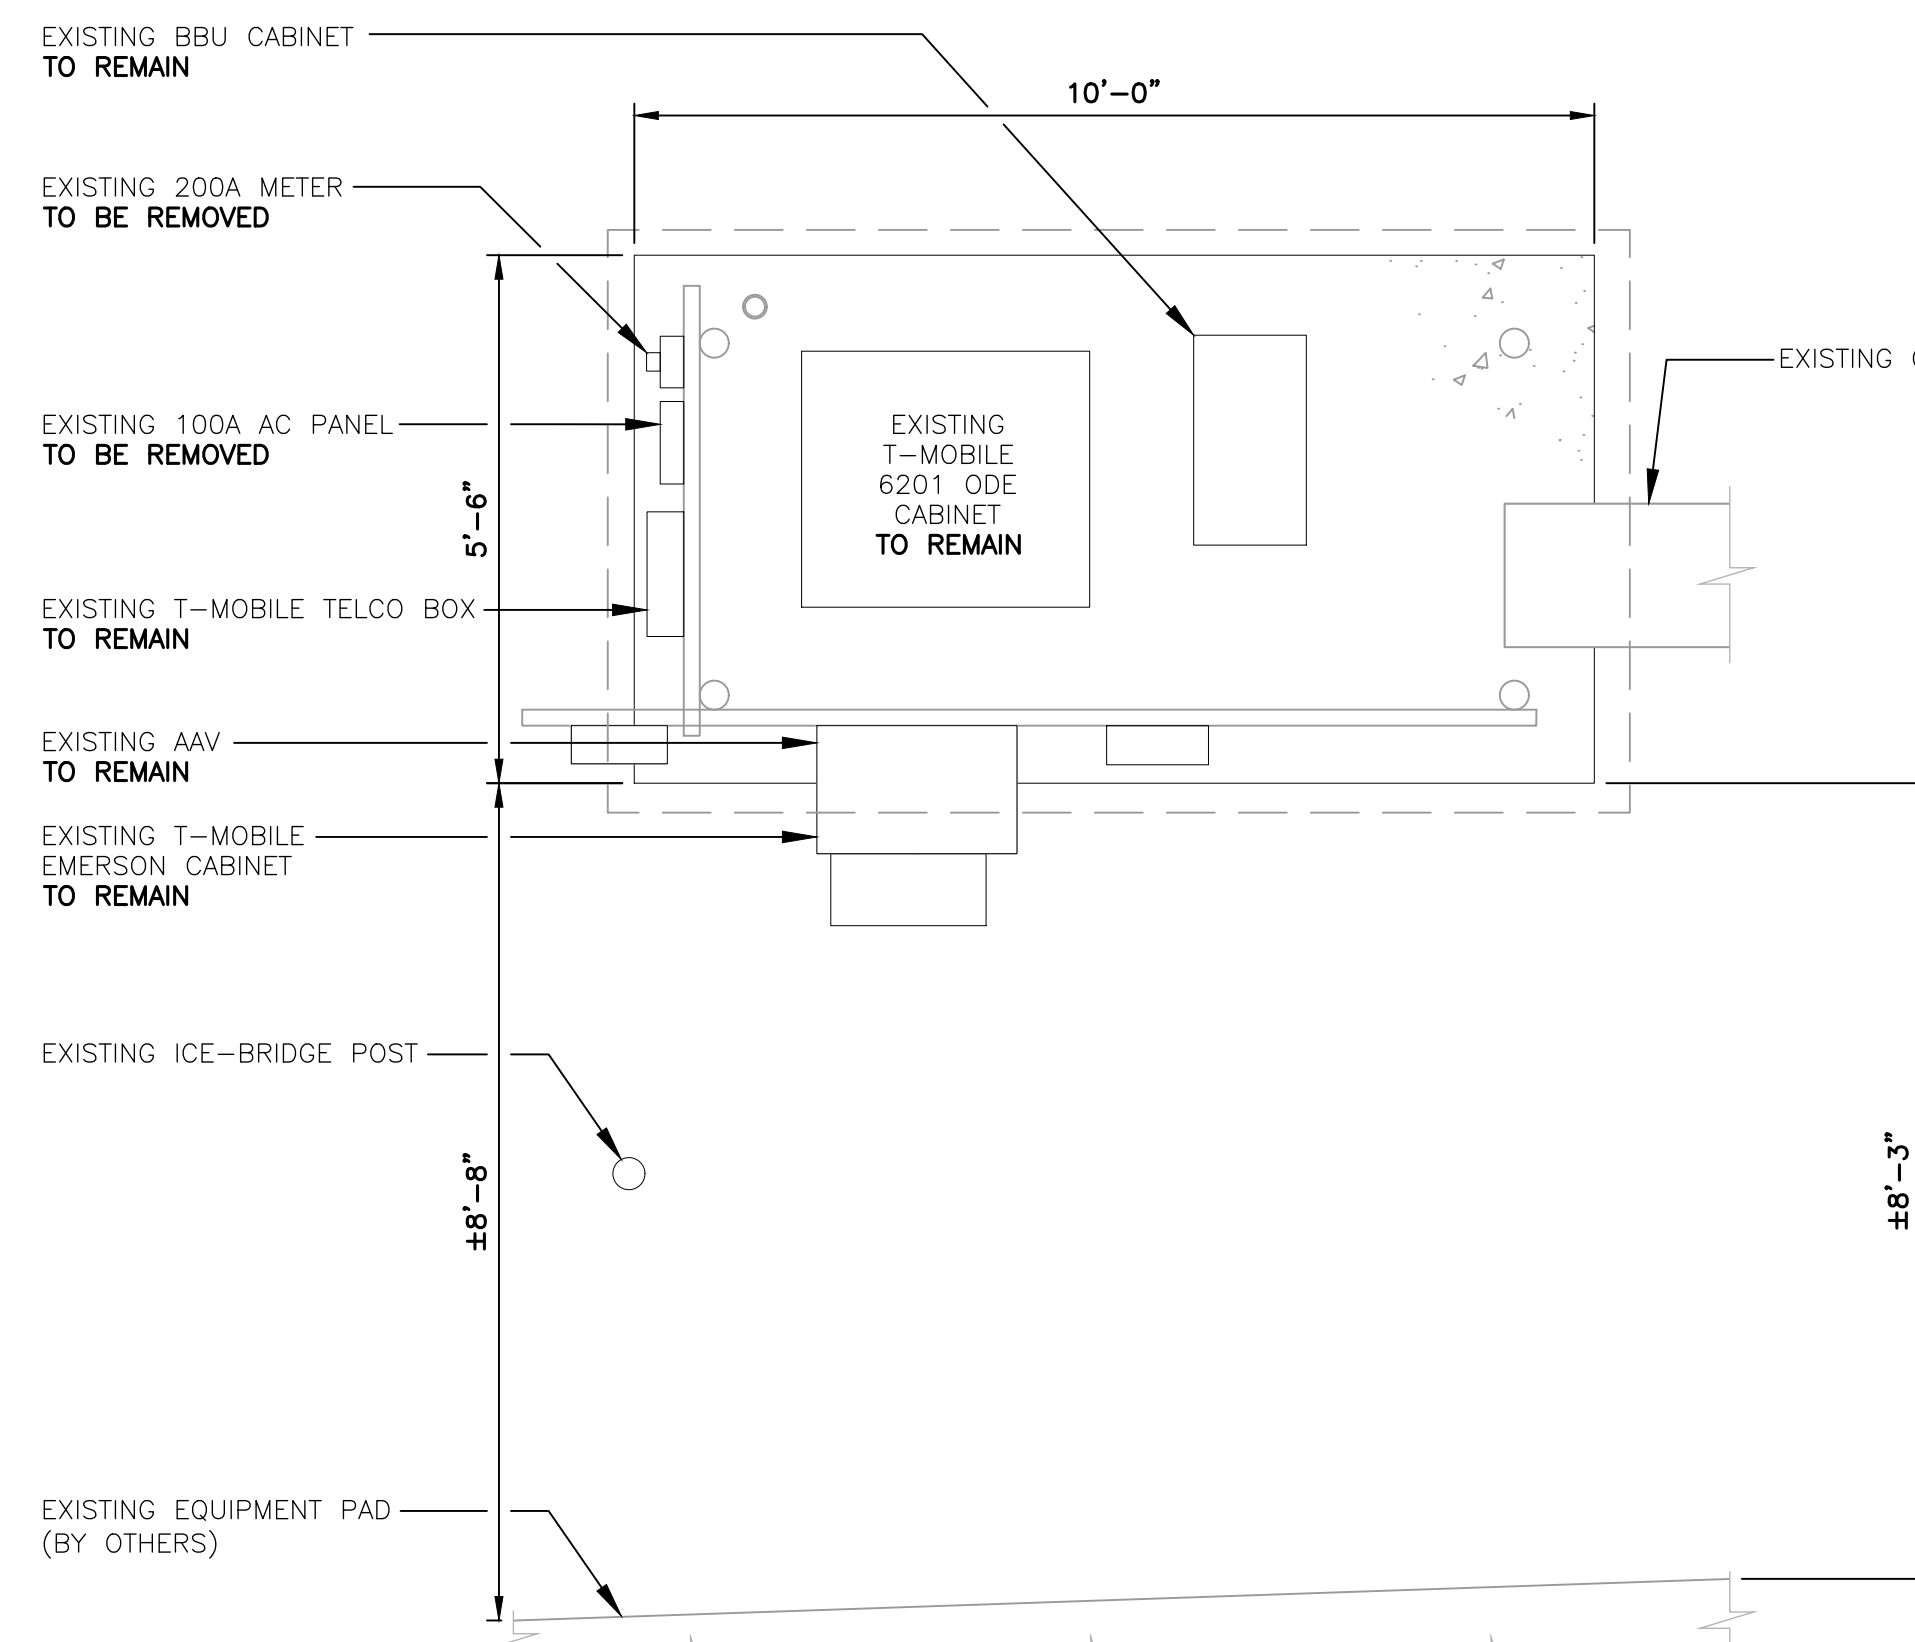 EXISTING BBU CABINET
TO REMAIN
10'-0"
EXISTING 200A METER
TO BE REMOVED
EXISTING 100A AC PANEL
TO BE REMOVED
5'-6"
EXISTING
T-MOBILE
6201 ODE
CABINET
TO REMAIN
EXISTING
EXISTING T-MOBILE TELCO BOX
TO REMAIN
EXISTING AAV
TO REMAIN
EXISTING T-MOBILE
EMERSON CABINET
TO REMAIN
EXISTING ICE-BRIDGE POST
±8'-8"
±8'-3"
EXISTING EQUIPMENT PAD
(BY OTHERS)